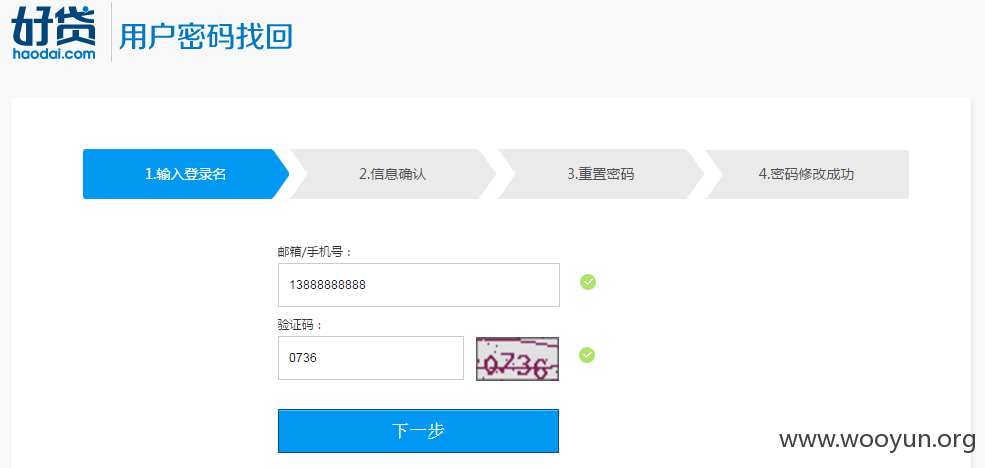 好贷
haodai.com
用户密码找回
1.输入登录名
2.信息确认
3.重置密码
4.密码修改成功
邮箱/手机号：
13888888888
验证码：
0736
0736
下一步
www.wooyun.org